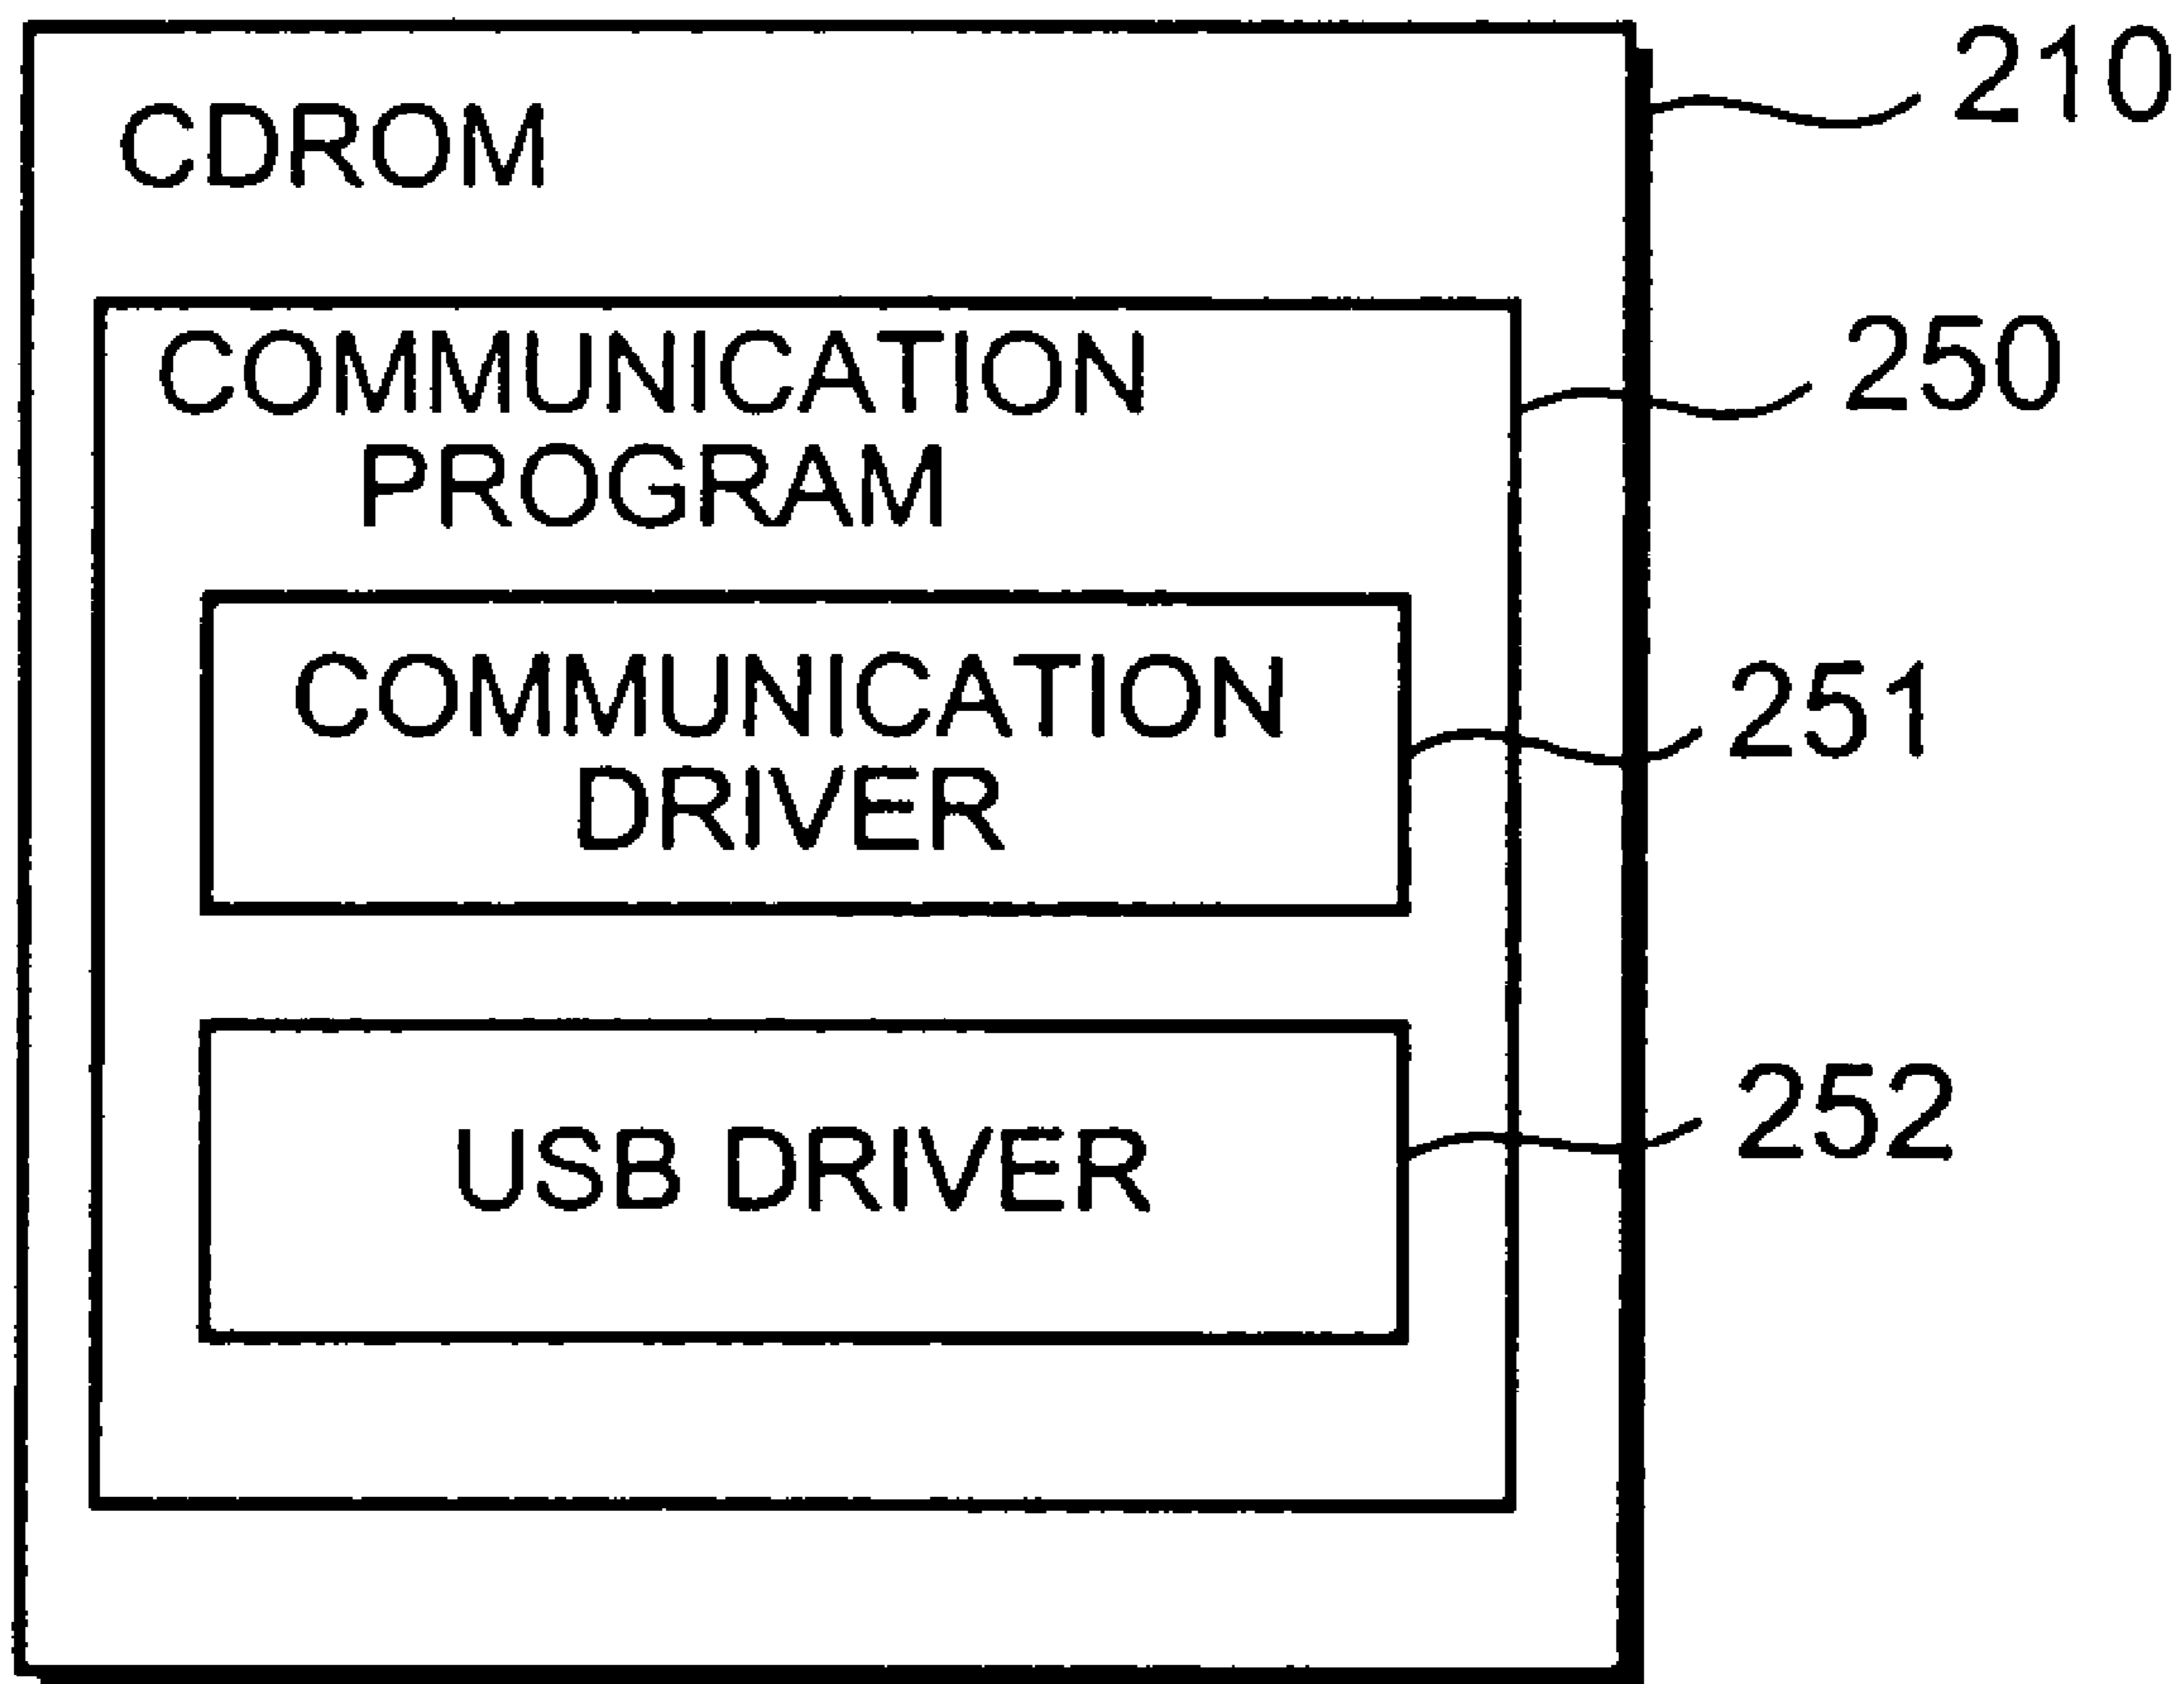 CDROM
210
COMMUNICATION
PROGRAM
250
COMMUNICATION
DRIVER
251
USB DRIVER
252